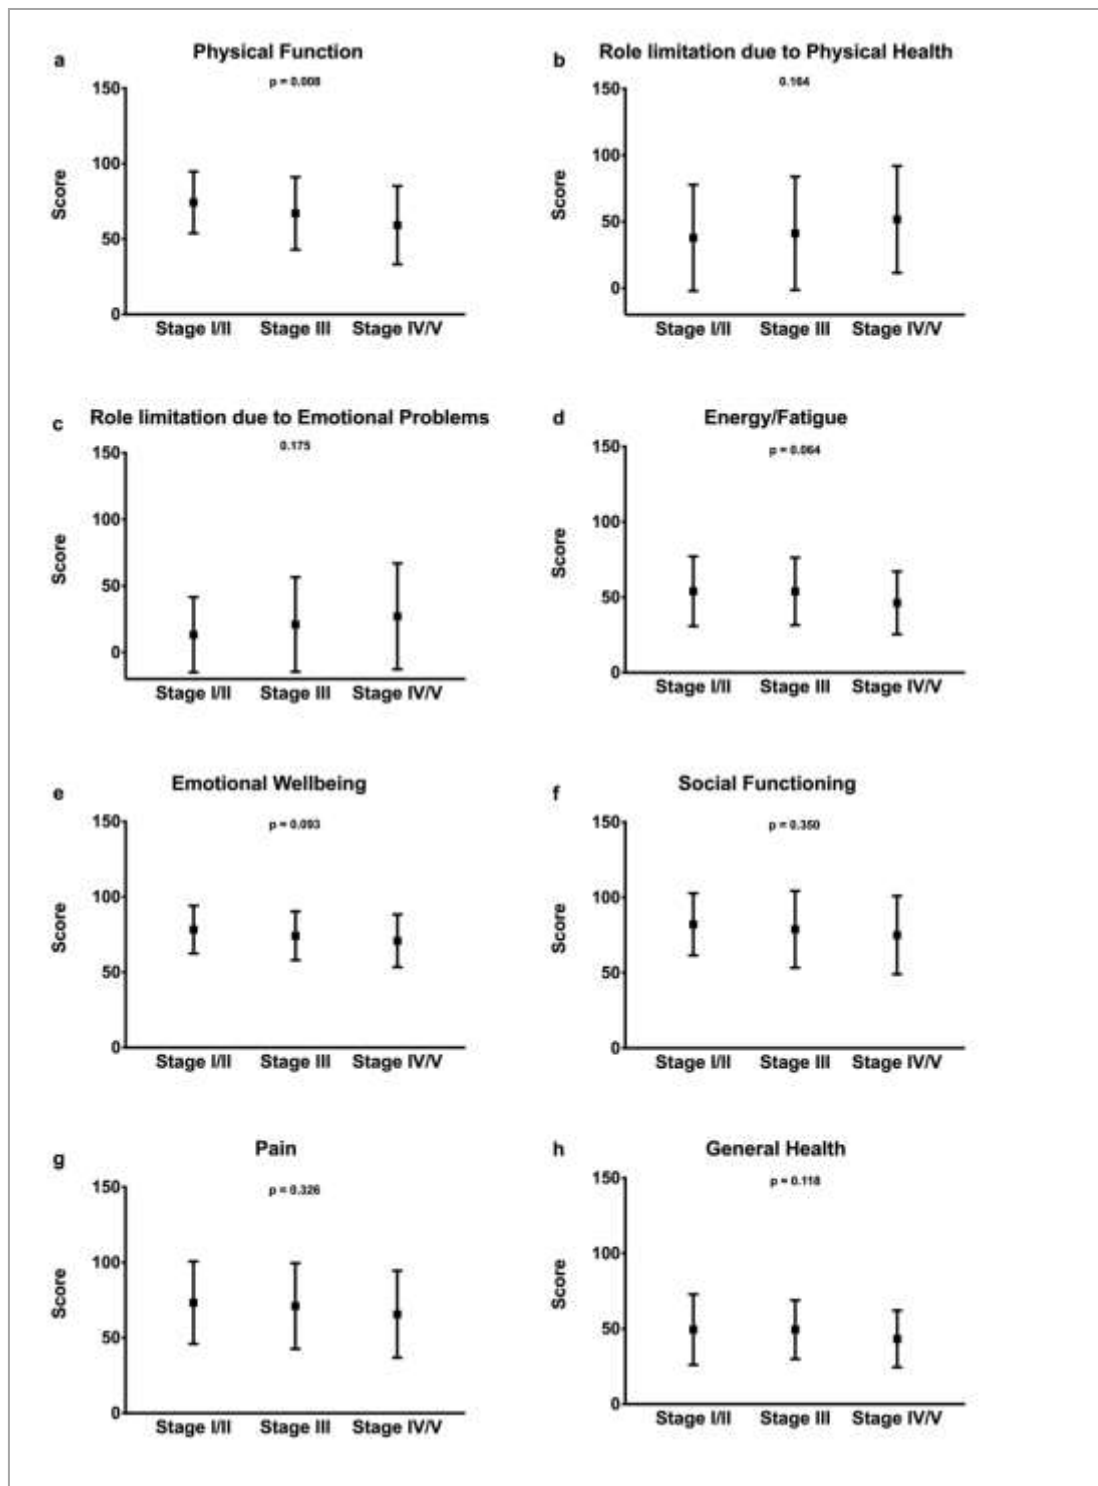 a
Physical Function
p = 0.008
150
100
50
0
Score
Stage I/II Stage III Stage IV/V
b
Role limitation due to Physical Health
0.164
150
100
50
0
Score
Stage I/II Stage III Stage IV/V
c
Role limitation due to Emotional Problems
0.175
150
100
50
0
Score
Stage I/II Stage III Stage IV/V
d
Energy/Fatigue
p = 0.064
150
100
50
0
Score
Stage I/II Stage III Stage IV/V
e
Emotional Wellbeing
p = 0.093
150
100
50
0
Score
Stage I/II Stage III Stage IV/V
f
Social Functioning
p = 0.350
150
100
50
0
Score
Stage I/II Stage III Stage IV/V
g
Pain
p = 0.326
150
100
50
0
Score
Stage I/II Stage III Stage IV/V
h
General Health
p = 0.118
150
100
50
0
Score
Stage I/II Stage III Stage IV/V